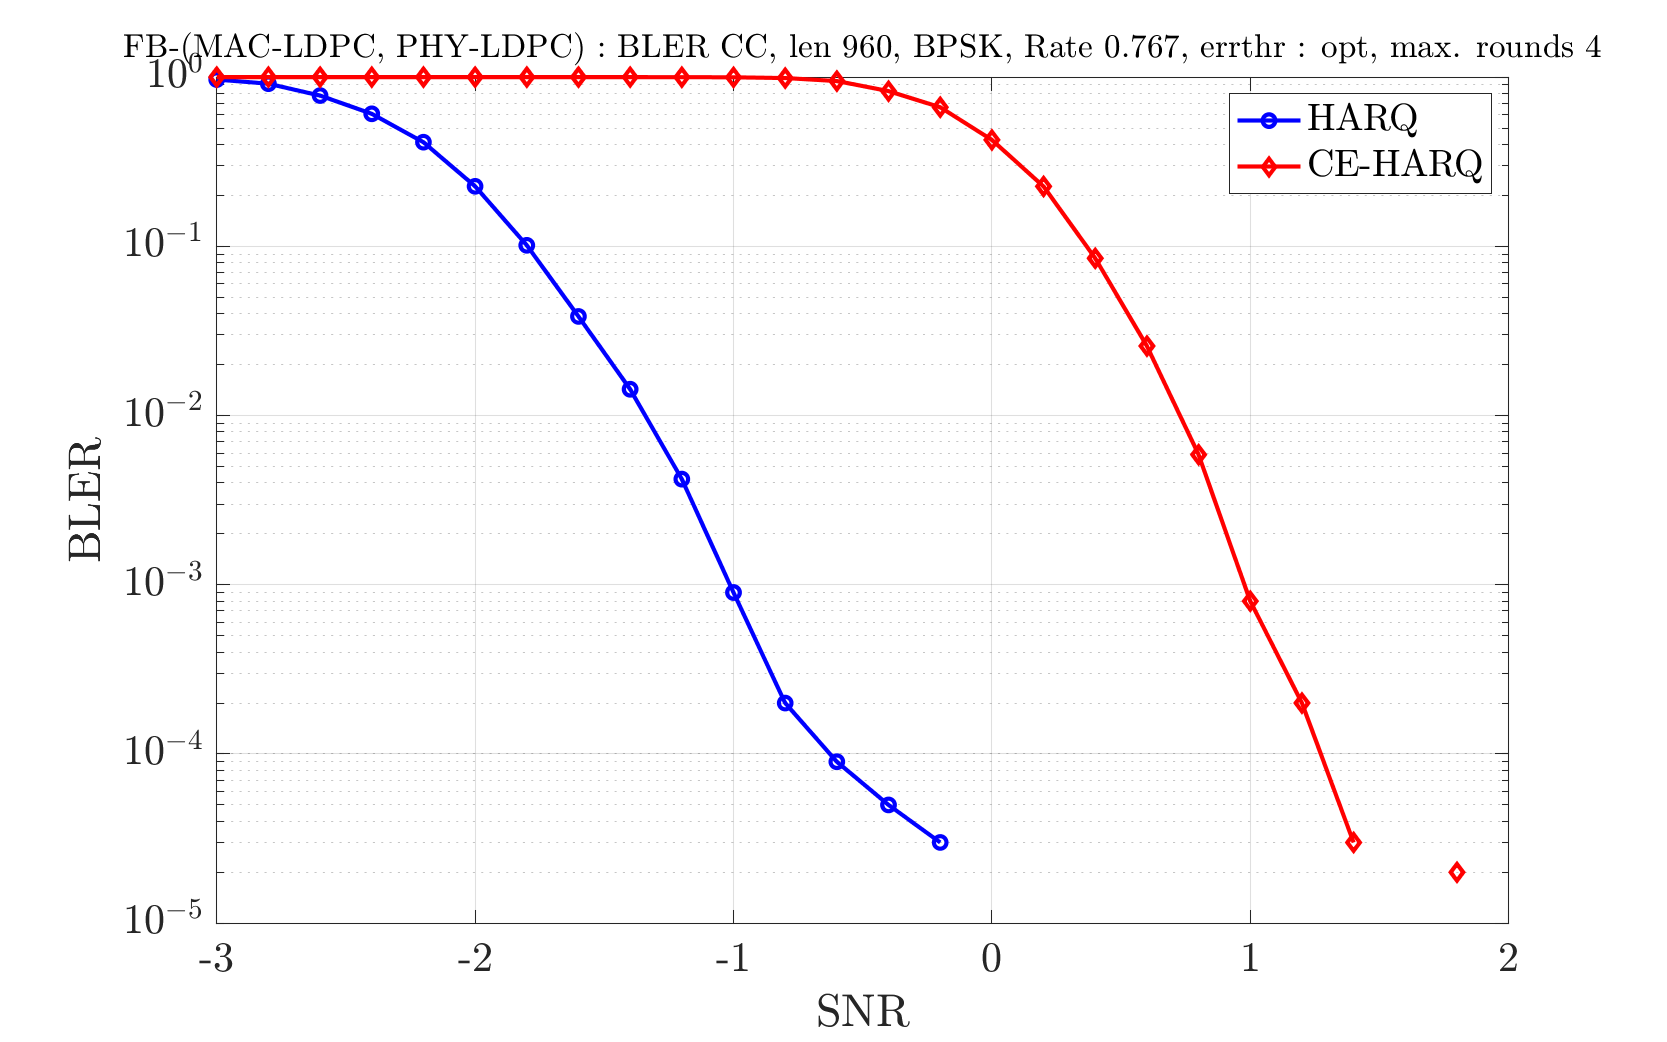 FB-(MAC-LDPC, PHY-LDPC) : BLER CC, len 960, BPSK, Rate 0.767, errthr : opt, max. rounds 4
10^0
HARQ
CE-HARQ
10^-1
10^-2
BLER
10^-3
10^-4
10^-5
-3 -2 -1 0 1 2
SNR